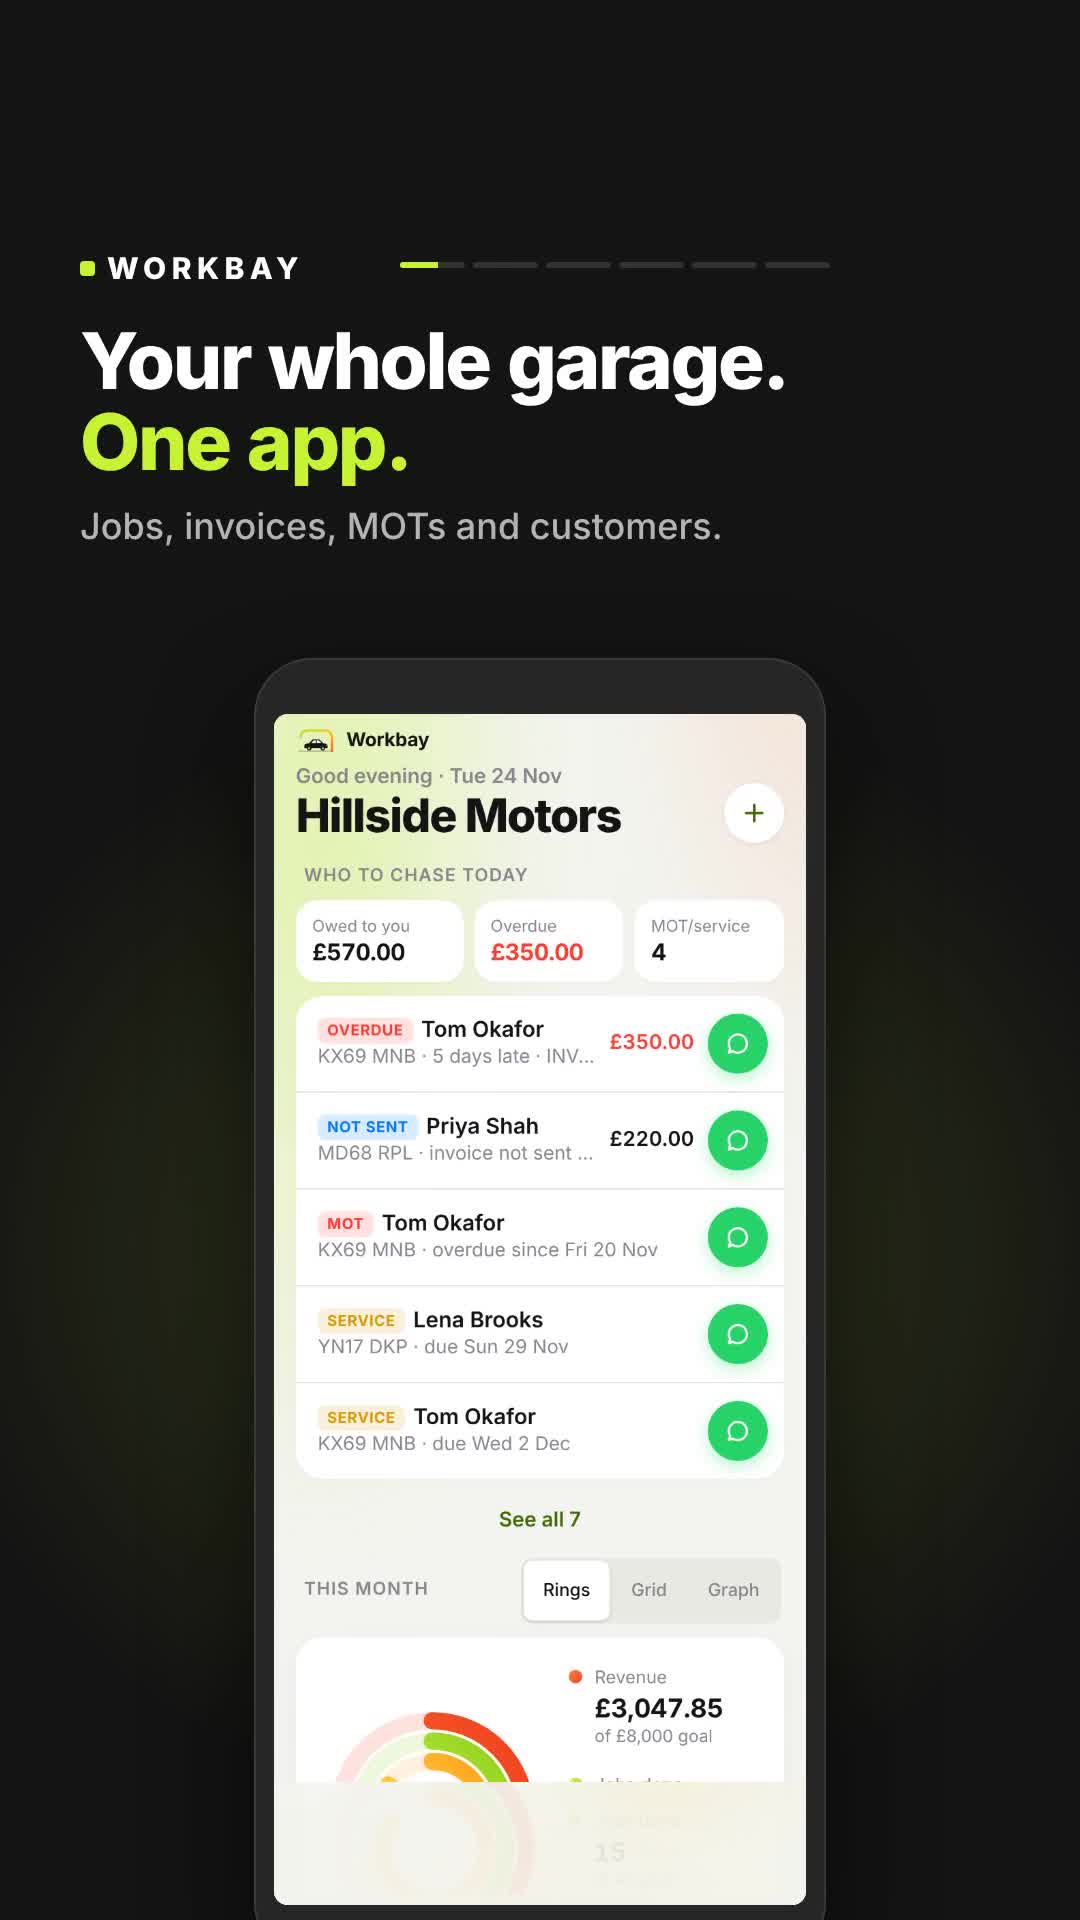 WORKBAY
Your whole garage.
One app.
Jobs, invoices, MOTs and customers.
Workbay
Good evening · Tue 24 Nov
Hillside Motors
+
WHO TO CHASE TODAY
Owed to you
£570.00
Overdue
£350.00
MOT/service
4
OVERDUE Tom Okafor
KX69 MNB · 5 days late · INV...
£350.00
NOT SENT Priya Shah
MD68 RPL · invoice not sent ...
£220.00
MOT Tom Okafor
KX69 MNB · overdue since Fri 20 Nov
SERVICE Lena Brooks
YN17 DKP · due Sun 29 Nov
SERVICE Tom Okafor
KX69 MNB · due Wed 2 Dec
See all 7
THIS MONTH
Rings Grid Graph
Revenue
£3,047.85
of £8,000 goal
15